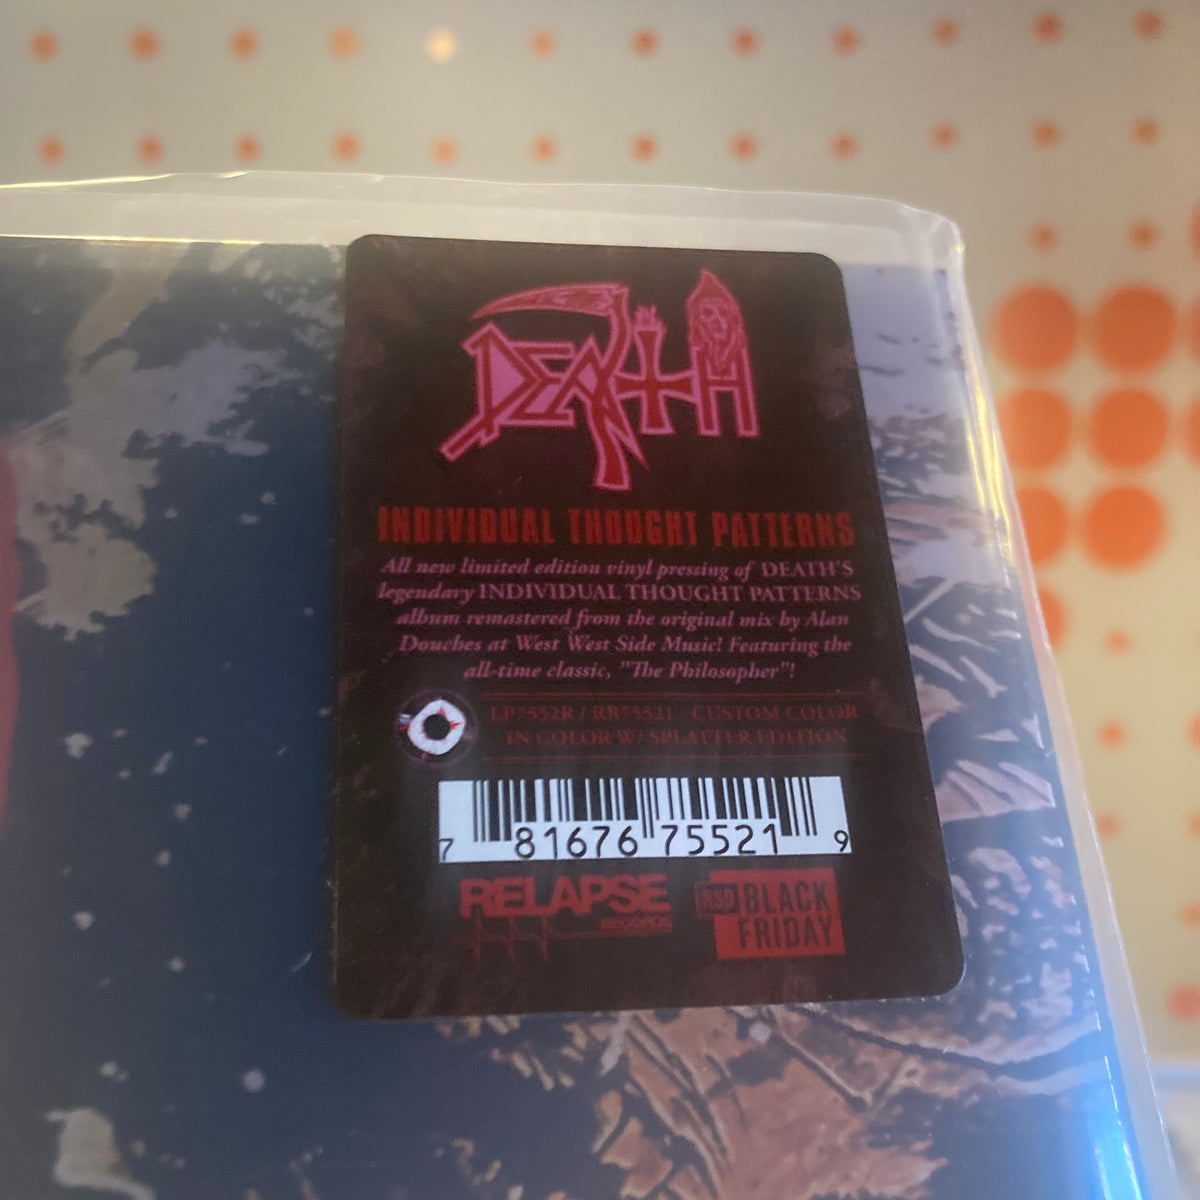 DEATH
INDIVIDUAL THOUGHT PATTERNS
All new limited edition vinyl pressing of DEATH'S
legendary INDIVIDUAL THOUGHT PATTERNS
album remastered from the original mix by Alan
Douches at West West Side Music! Featuring the
all-time classic, "The Philosopher"!
LP7552R / RR75521 - CUSTOM COLOR
IN COLOR W/ SPLATTER EDITION
7 81676 75521 9
RELAPSE
RECORDS
RSD BLACK
FRIDAY